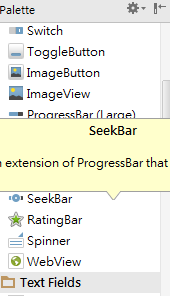 Palette
Switch
ToggleButton
ImageButton
ImageView
ProgressBar (Large)
SeekBar
extension of ProgressBar that
SeekBar
RatingBar
Spinner
WebView
Text Fields